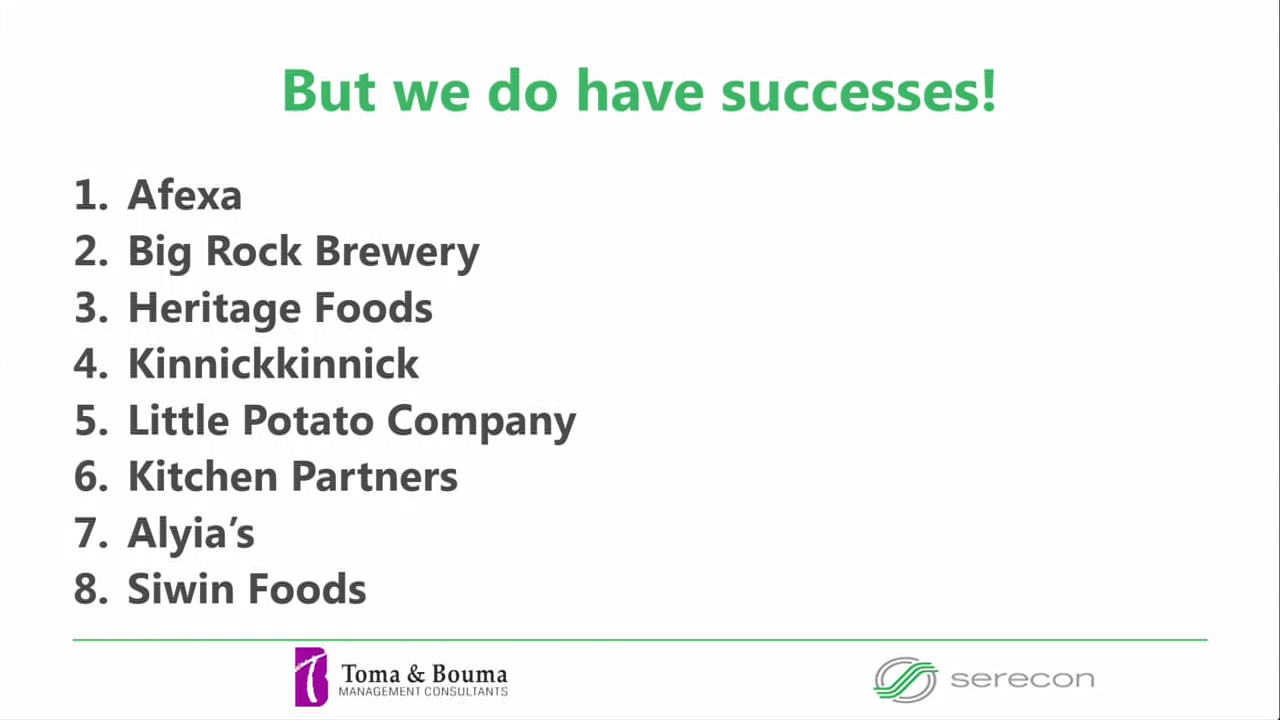 But we do have successes!
1. Afexa
2. Big Rock Brewery
3. Heritage Foods
4. Kinnickkinnick
5. Little Potato Company
6. Kitchen Partners
7. Alyia’s
8. Siwin Foods
Toma & Bouma
MANAGEMENT CONSULTANTS
serecon